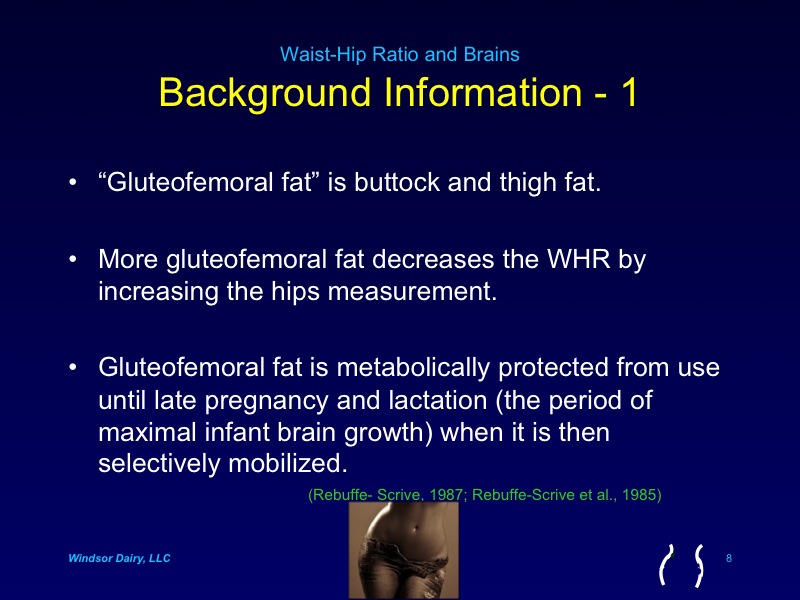 Waist-Hip Ratio and Brains
Background Information - 1
• “Gluteofemoral fat” is buttock and thigh fat.
• More gluteofemoral fat decreases the WHR by
increasing the hips measurement.
• Gluteofemoral fat is metabolically protected from use
until late pregnancy and lactation (the period of
maximal infant brain growth) when it is then
selectively mobilized.
(Rebuffe- Scrive, 1987; Rebuffe-Scrive et al., 1985)
Windsor Dairy, LLC
8